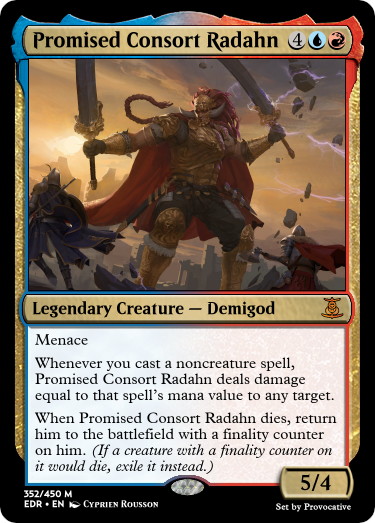 Promised Consort Radahn 4
Legendary Creature — Demigod
Menace
Whenever you cast a noncreature spell,
Promised Consort Radahn deals damage
equal to that spell's mana value to any target.
When Promised Consort Radahn dies, return
him to the battlefield with a finality counter
on him. (If a creature with a finality counter on
it would die, exile it instead.)
5/4
352/450 M
EDR • EN Cyprien Rousson
Set by Provocative